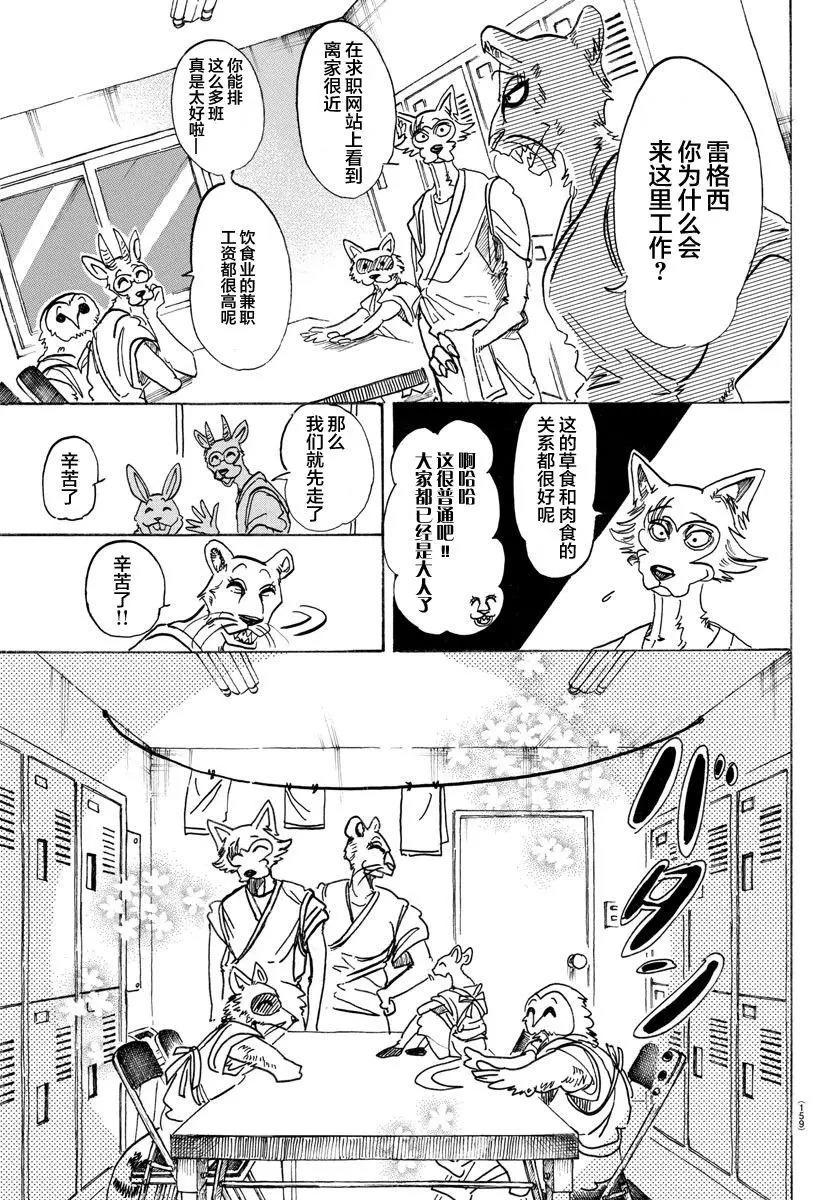 雷格西
你为什么会
来这里工作？
在求职网站上看到
离家很近
你能排
这么多班
真是太好啦—
饮食业的兼职
工资都很高呢
这的草食和肉食的
关系都很好呢
啊哈哈
这很普通吧!!
大家都已经是大人了
那么
我们就先走了
辛苦了
辛苦了!!
バタン
(159)